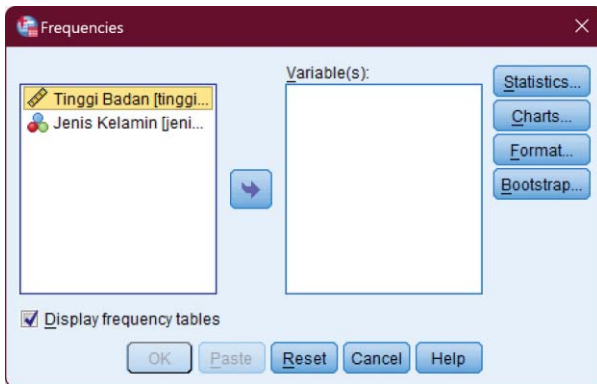 Frequencies
Variable(s):
Tinggi Badan [tinggi...
Jenis Kelamin [jeni...
Statistics...
Charts...
Format...
Bootstrap...
Display frequency tables
OK Paste Reset Cancel Help